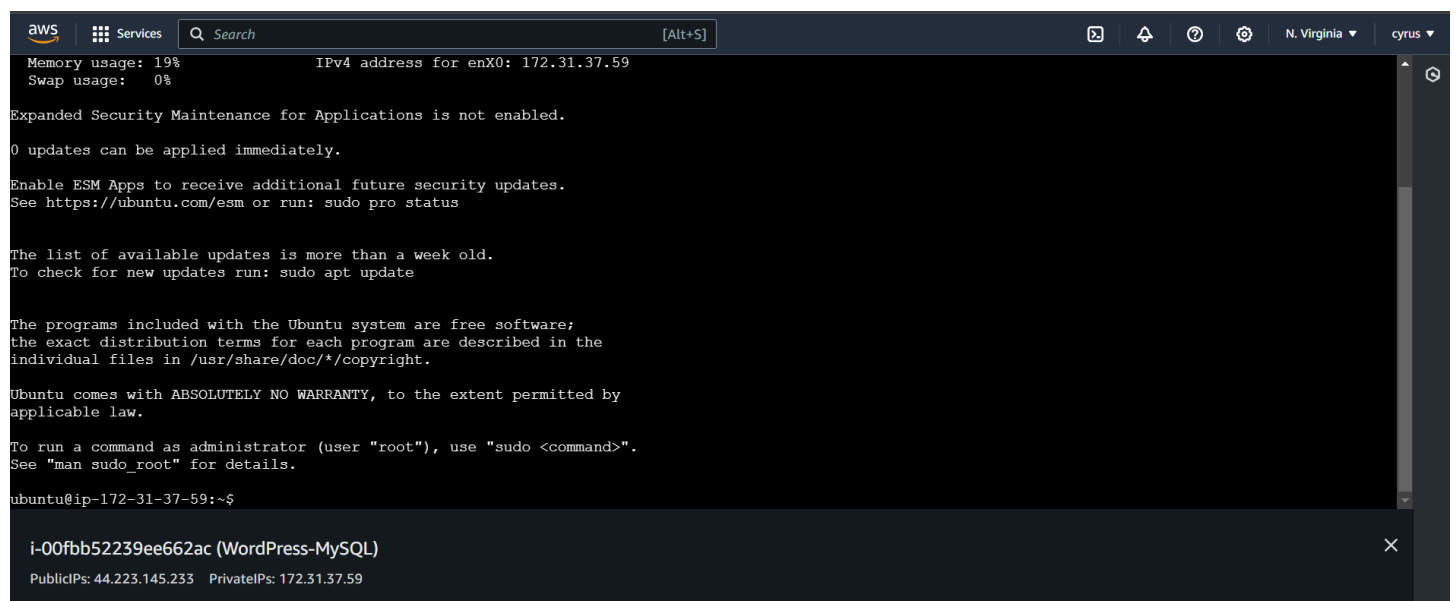 aws Services Search [Alt+S] N. Virginia ▼ cyrus ▼
Memory usage: 19% IPv4 address for enX0: 172.31.37.59
Swap usage: 0%
Expanded Security Maintenance for Applications is not enabled.
0 updates can be applied immediately.
Enable ESM Apps to receive additional future security updates.
See https://ubuntu.com/esm or run: sudo pro status
The list of available updates is more than a week old.
To check for new updates run: sudo apt update
The programs included with the Ubuntu system are free software;
the exact distribution terms for each program are described in the
individual files in /usr/share/doc/*/copyright.
Ubuntu comes with ABSOLUTELY NO WARRANTY, to the extent permitted by
applicable law.
To run a command as administrator (user "root"), use "sudo <command>".
See "man sudo_root" for details.
ubuntu@ip-172-31-37-59:~$
i-00fbb52239ee662ac (WordPress-MySQL)
PublicIPs: 44.223.145.233 PrivateIPs: 172.31.37.59